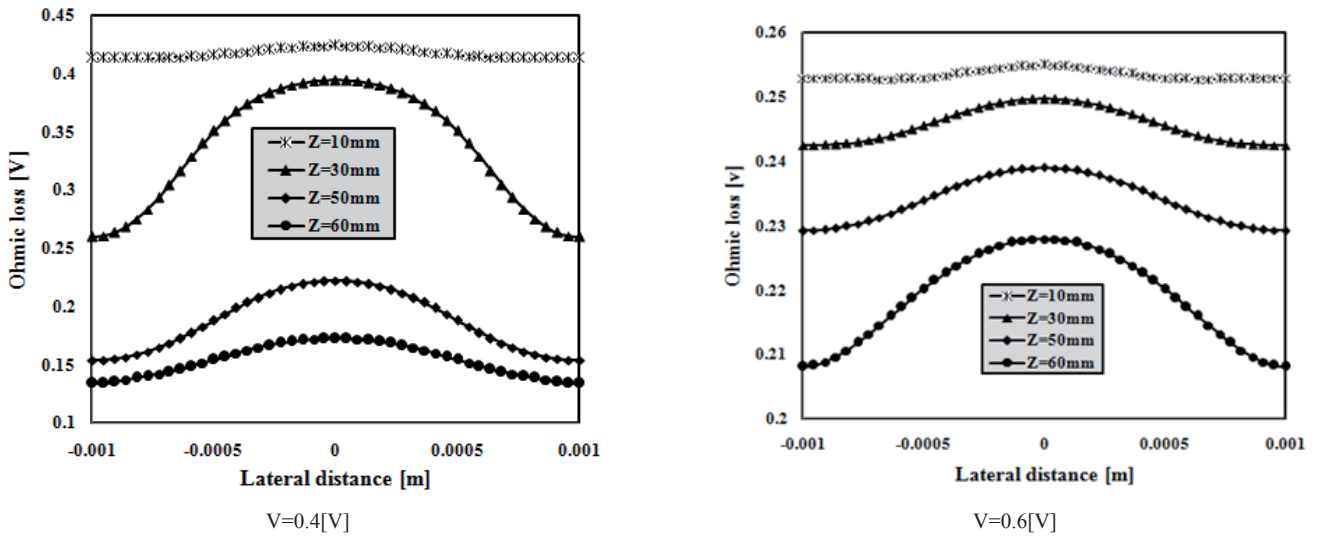 0.45
0.4
0.35
0.3
0.25
0.2
0.15
0.1
Ohmic loss [V]
Z=10mm
Z=30mm
Z=50mm
Z=60mm
-0.001
-0.0005
0
0.0005
0.001
Lateral distance [m]
V=0.4[V]
0.26
0.25
0.24
0.23
0.22
0.21
0.2
Ohmic loss [v]
Z=10mm
Z=30mm
Z=50mm
Z=60mm
-0.001
-0.0005
0
0.0005
0.001
Lateral distance [m]
V=0.6[V]